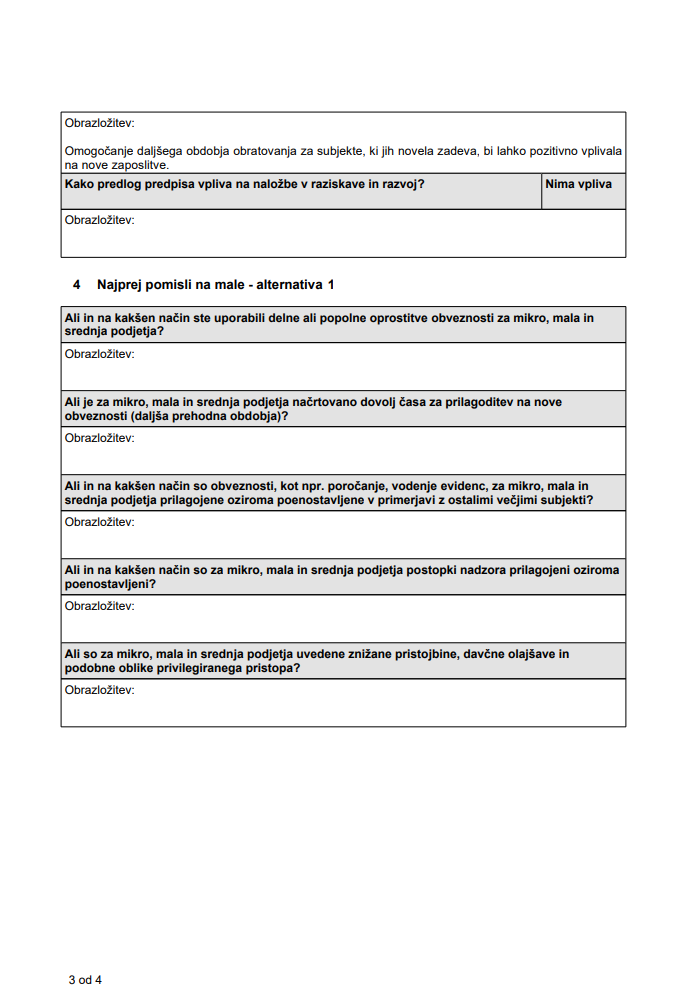 Obrazložitev:
Omogočanje daljšega obdobja obratovanja za subjekte, ki jih novela zadeva, bi lahko pozitivno vplivala
na nove zaposlitve.
Kako predlog predpisa vpliva na naložbe v raziskave in razvoj? Nima vpliva
Obrazložitev:
4 Najprej pomisli na male - alternativa 1
Ali in na kakšen način ste uporabili delne ali popolne oprostitve obveznosti za mikro, mala in
srednja podjetja?
Obrazložitev:
Ali je za mikro, mala in srednja podjetja načrtovano dovolj časa za prilagoditev na nove
obveznosti (daljša prehodna obdobja)?
Obrazložitev:
Ali in na kakšen način so obveznosti, kot npr. poročanje, vodenje evidenc, za mikro, mala in
srednja podjetja prilagojene oziroma poenostavljene v primerjavi z ostalimi večjimi subjekti?
Obrazložitev:
Ali in na kakšen način so za mikro, mala in srednja podjetja postopki nadzora prilagojeni oziroma
poenostavljeni?
Obrazložitev:
Ali so za mikro, mala in srednja podjetja uvedene znižane pristojbine, davčne olajšave in
podobne oblike privilegiranega pristopa?
Obrazložitev:
3 od 4